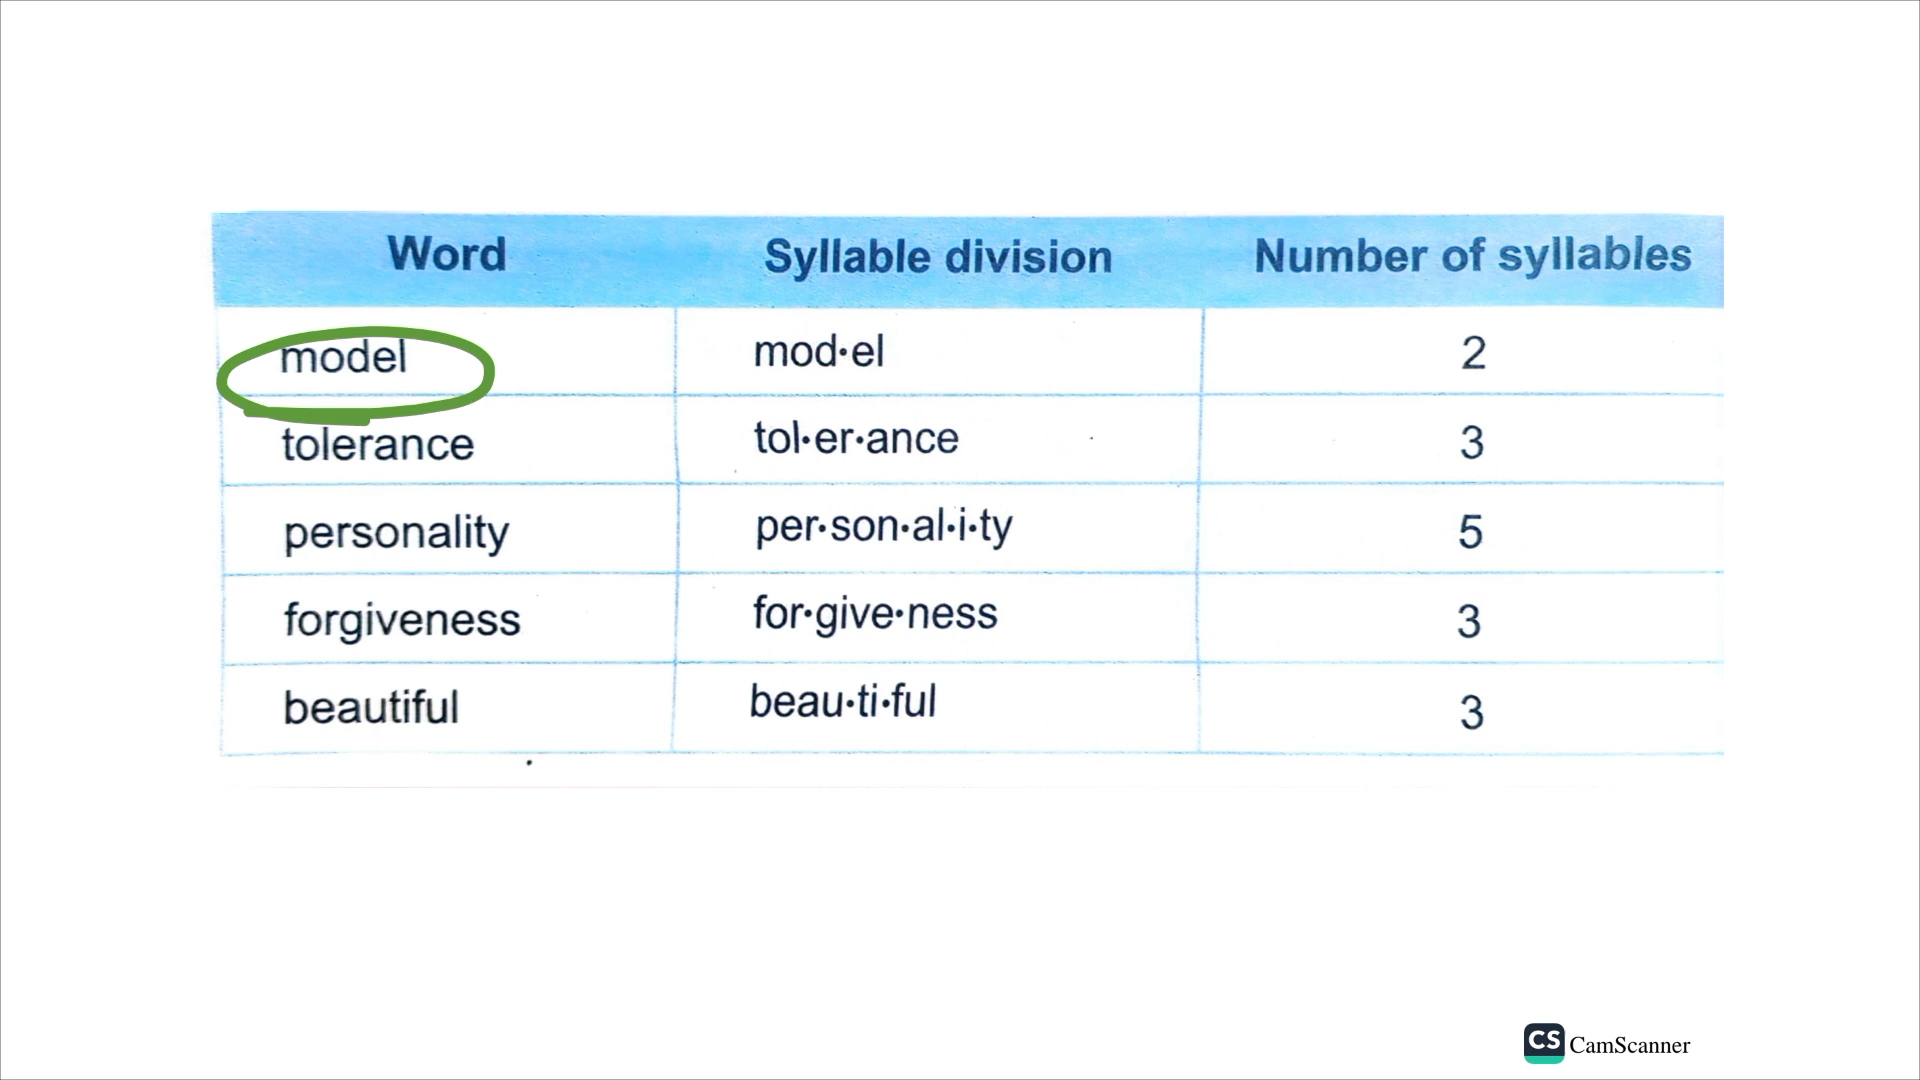 Word Syllable division Number of syllables
model mod·el 2
tolerance tol·er·ance 3
personality per·son·al·i·ty 5
forgiveness for·give·ness 3
beautiful beau·ti·ful 3
CS CamScanner